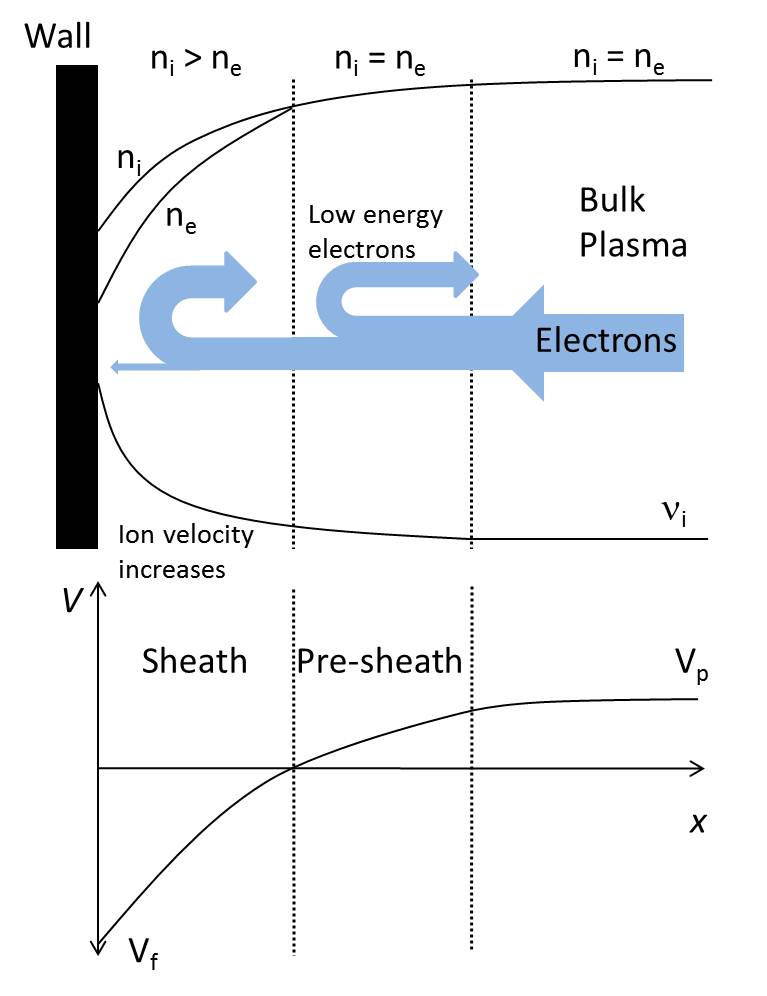 Wall
nᵢ > nₑ
nᵢ = nₑ
nᵢ = nₑ
nᵢ
nₑ
Low energy
electrons
Bulk
Plasma
Electrons
νᵢ
Ion velocity
increases
V
Sheath
Pre-sheath
Vₚ
x
V_f